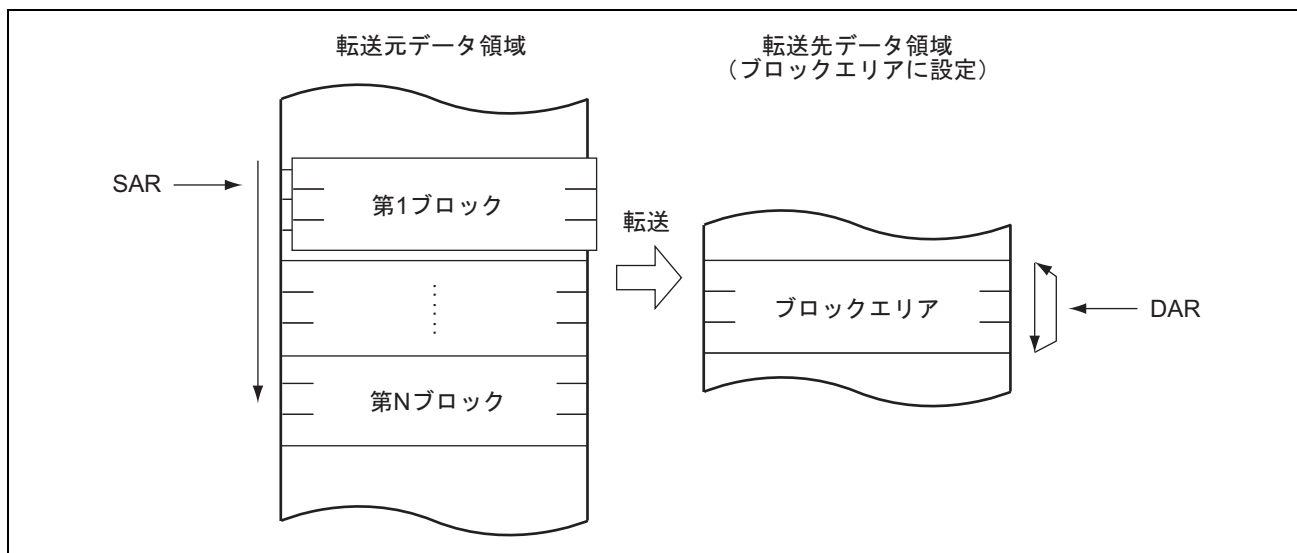 転送元データ領域
転送先データ領域
（ブロックエリアに設定）
SAR
第1ブロック
転送
ブロックエリア
DAR
第Nブロック